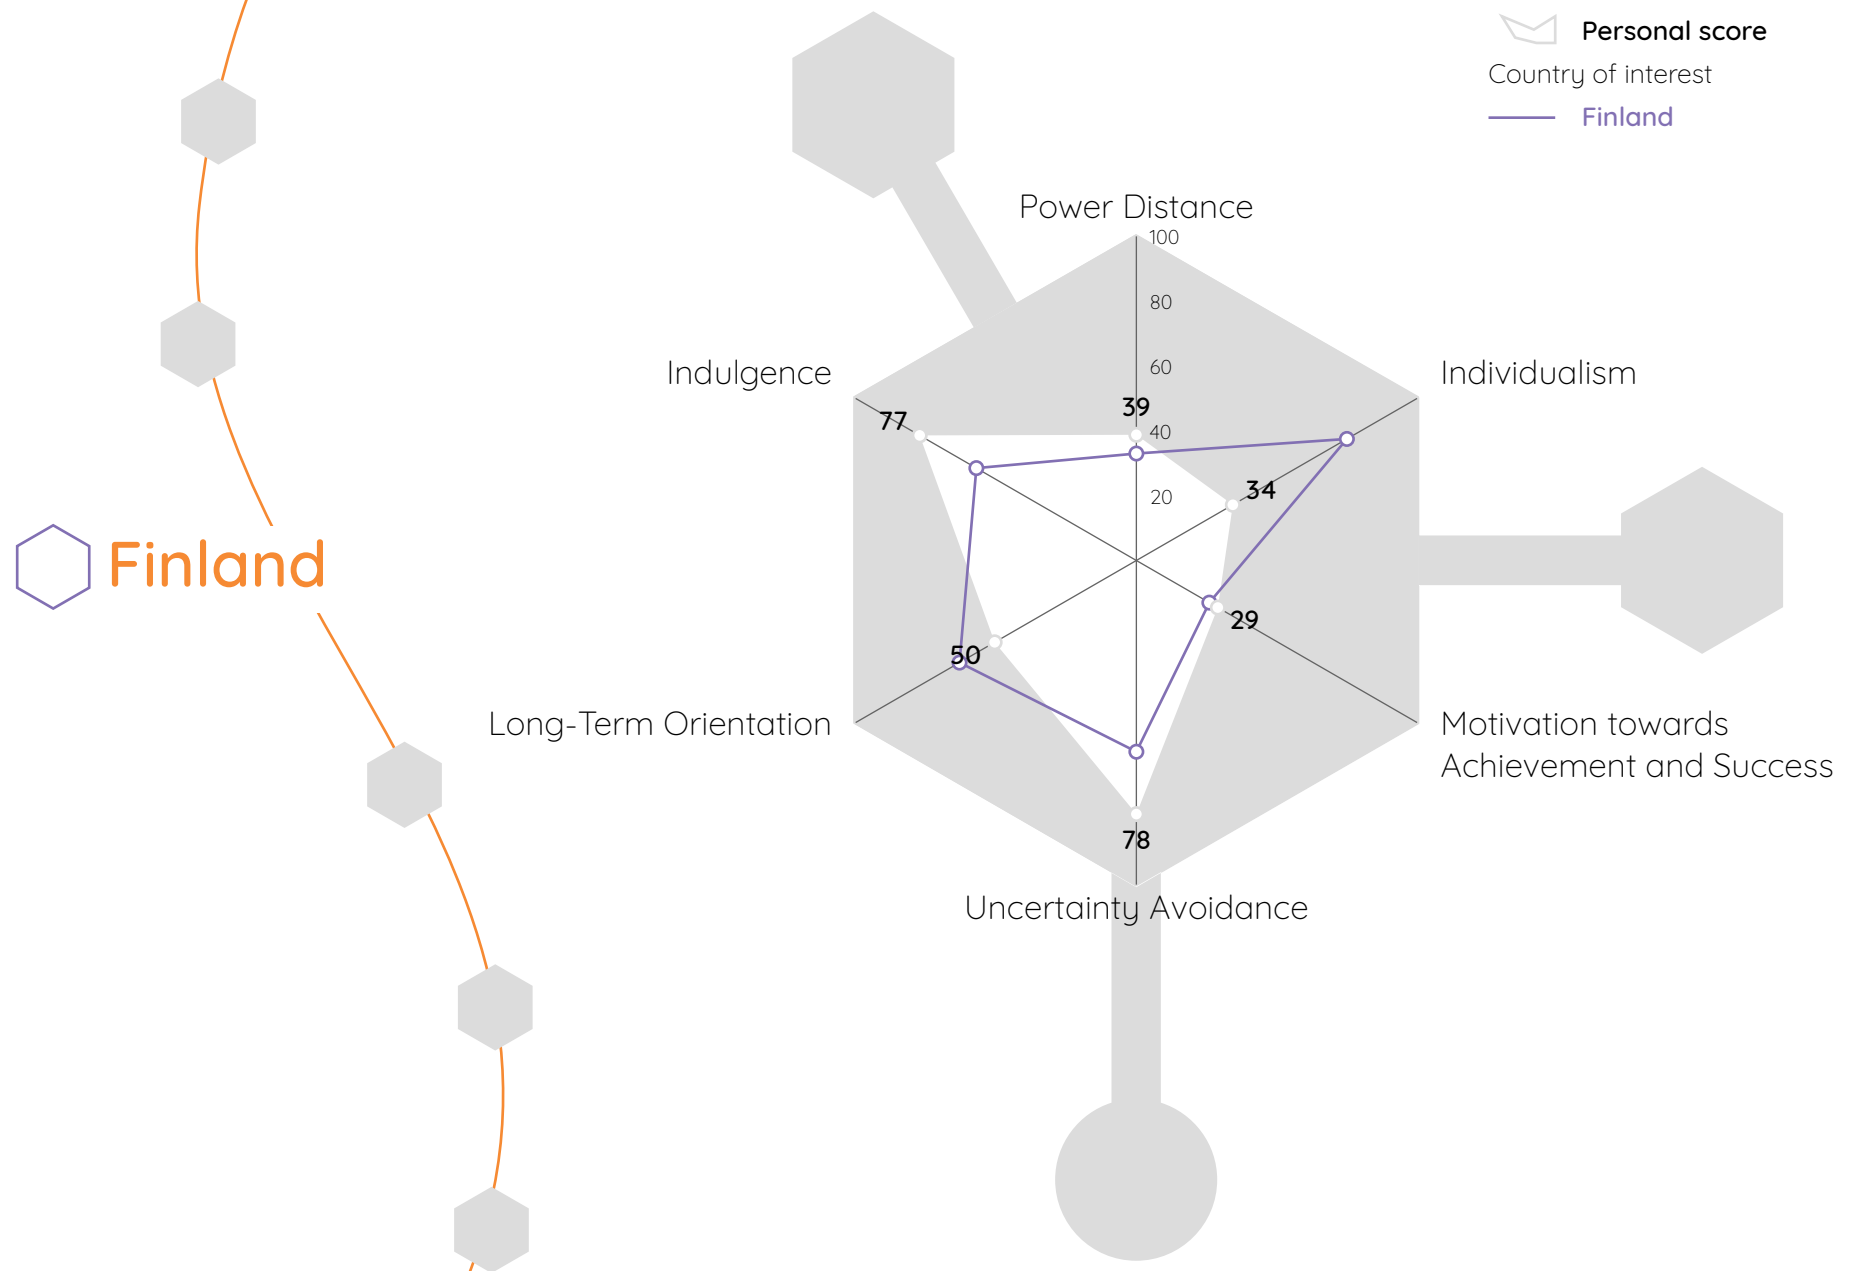 Personal score
Country of interest
Finland
Power Distance
100
80
60
40
20
Indulgence
Individualism
77
39
34
Finland
29
50
Long-Term Orientation
Motivation towards
Achievement and Success
78
Uncertainty Avoidance